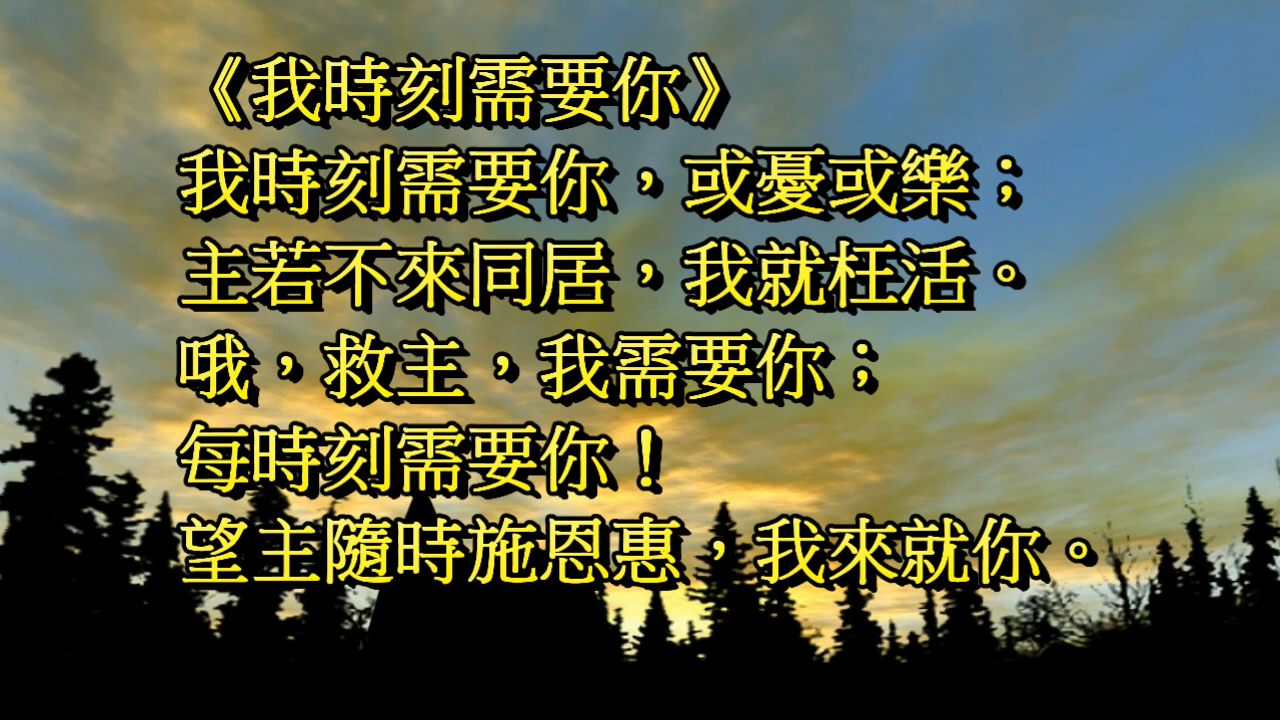 《我時刻需要你》
我時刻需要你，或憂或樂；
主若不來同居，我就枉活。
哦，救主，我需要你；
每時刻需要你！
望主隨時施恩惠，我來就你。